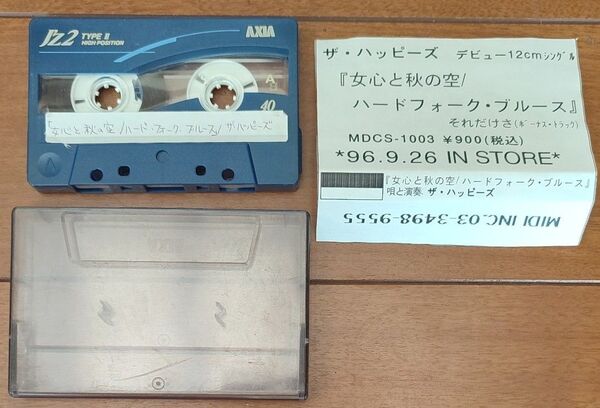 J'z2 TYPE II
HIGH POSITION
AXIA
A
40
「女心と秋の空/ハード・フォーク・ブルース」/ザ・ハッピーズ
ザ・ハッピーズ デビュー12cmシングル
『女心と秋の空/
ハードフォーク・ブルース』
それだけさ(ボーナス・トラック)
MDCS-1003 ¥900(税込)
*96.9.26 IN STORE*
『女心と秋の空/ハードフォーク・ブルース』
唄と演奏 ザ・ハッピーズ
MIDI INC.03-3498-9555